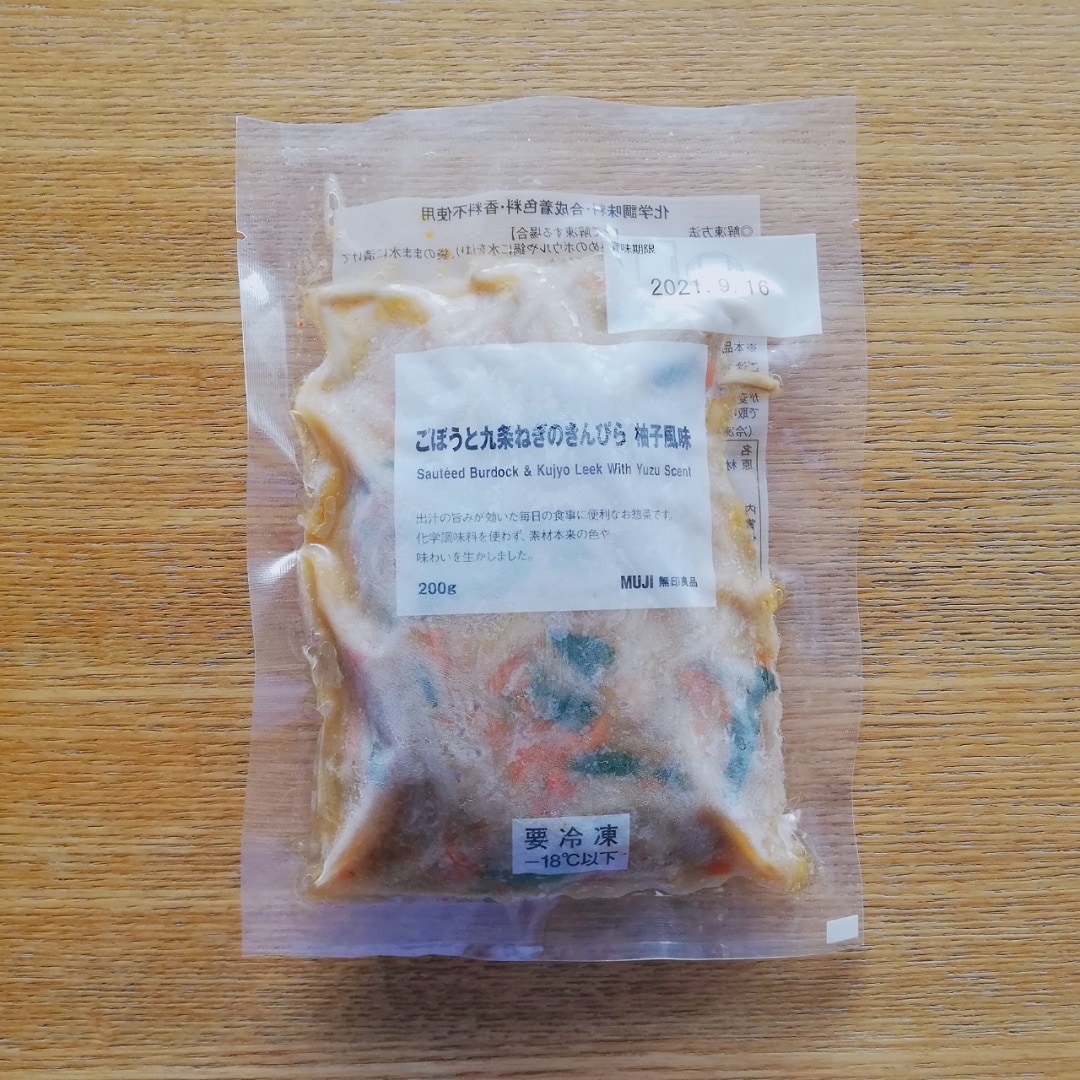 化学調味料・合成着色料・香料不使用
◎解凍方法
2021.9.16
ごぼうと九条ねぎのきんぴら 柚子風味
Sautéed Burdock & Kujyo Leek With Yuzu Scent
出汁の旨みが効いた毎日の食事に便利なお惣菜です。
化学調味料を使わず、素材本来の色や
味わいを生かしました。
200g
MUJI 無印良品
要冷凍
−18℃以下